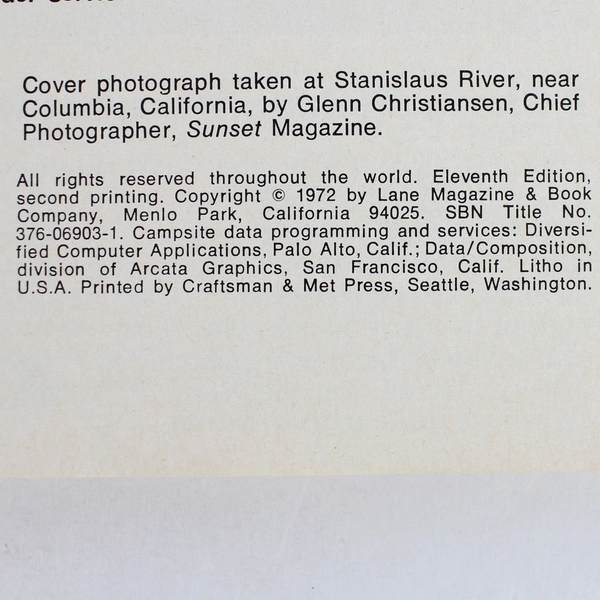 Cover photograph taken at Stanislaus River, near
Columbia, California, by Glenn Christiansen, Chief
Photographer, Sunset Magazine.
All rights reserved throughout the world. Eleventh Edition,
second printing. Copyright © 1972 by Lane Magazine & Book
Company, Menlo Park, California 94025. SBN Title No.
376-06903-1. Campsite data programming and services: Diversi-
fied Computer Applications, Palo Alto, Calif.; Data/Composition,
division of Arcata Graphics, San Francisco, Calif. Litho in
U.S.A. Printed by Craftsman & Met Press, Seattle, Washington.